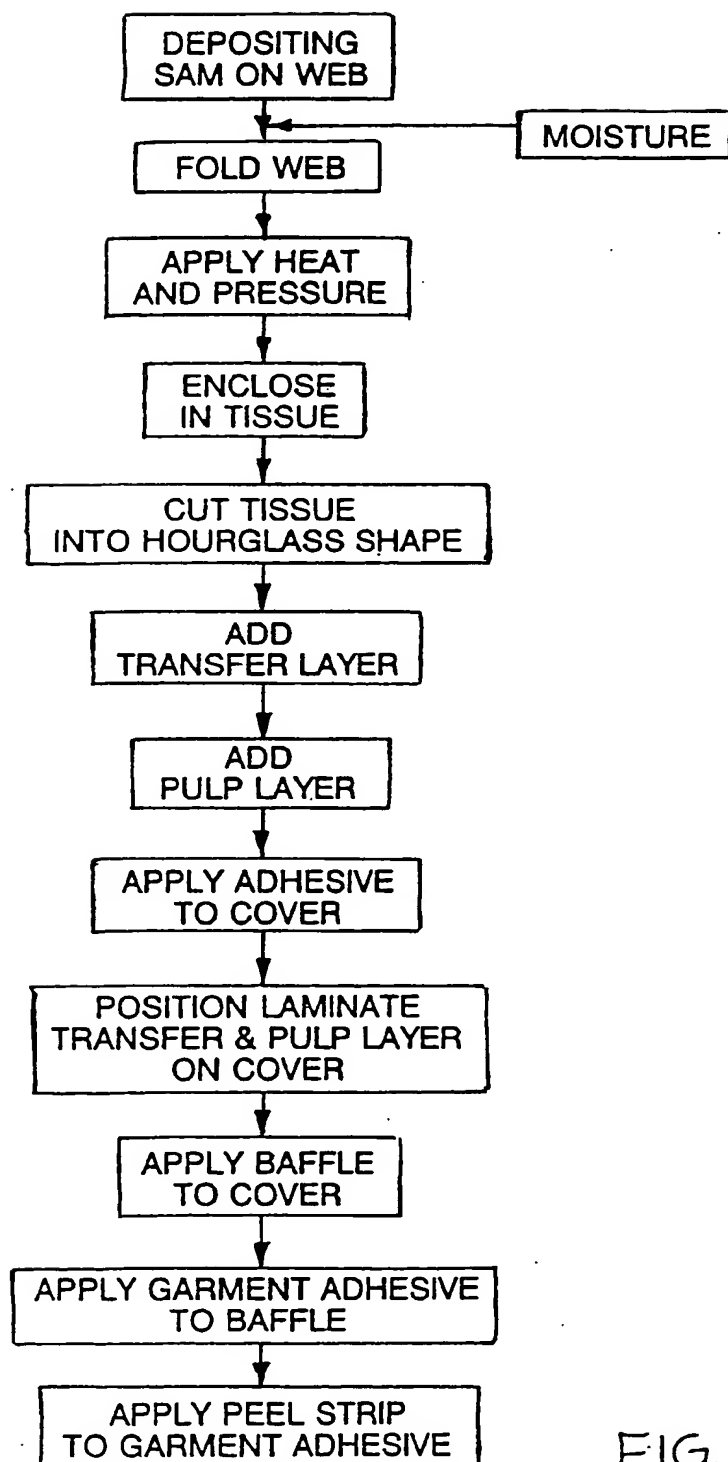 DEPOSITING
SAM ON WEB
MOISTURE
FOLD WEB
APPLY HEAT
AND PRESSURE
ENCLOSE
IN TISSUE
CUT TISSUE
INTO HOURGLASS SHAPE
ADD
TRANSFER LAYER
ADD
PULP LAYER
APPLY ADHESIVE
TO COVER
POSITION LAMINATE
TRANSFER & PULP LAYER
ON COVER
APPLY BAFFLE
TO COVER
APPLY GARMENT ADHESIVE
TO BAFFLE
APPLY PEEL STRIP
TO GARMENT ADHESIVE
FIG